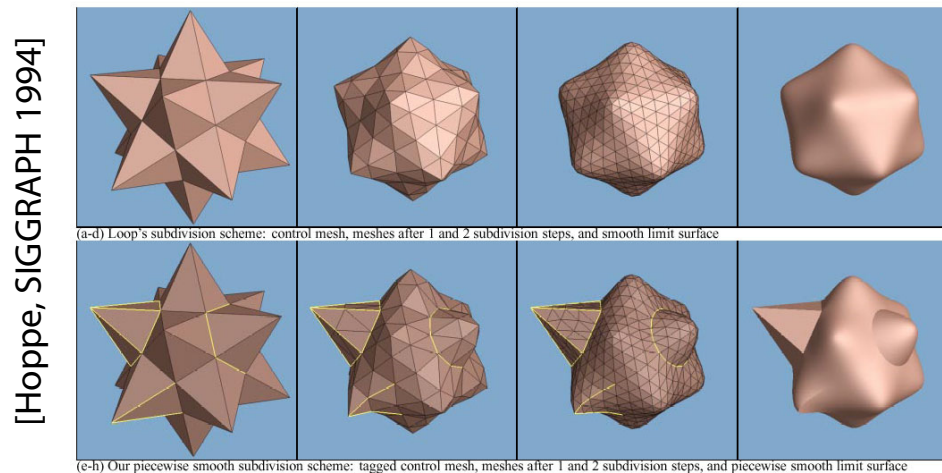 [Hoppe, SIGGRAPH 1994]
(a-d) Loop's subdivision scheme: control mesh, meshes after 1 and 2 subdivision steps, and smooth limit surface
(e-h) Our piecewise smooth subdivision scheme: tagged control mesh, meshes after 1 and 2 subdivision steps, and piecewise smooth limit surface